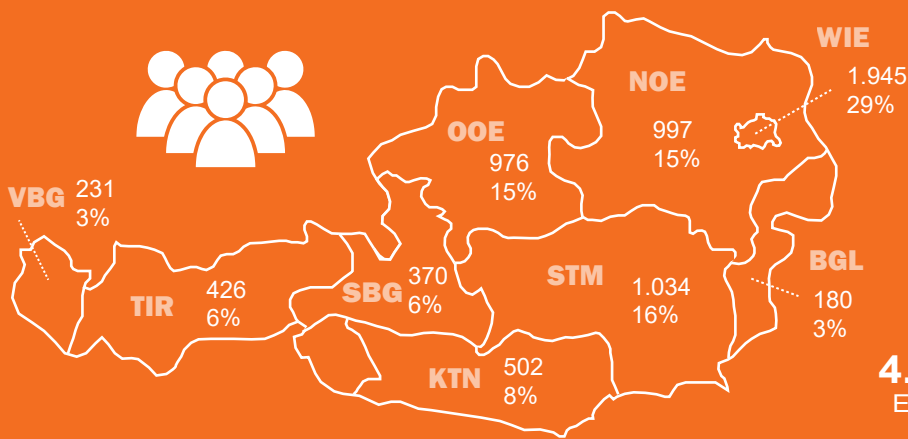 WIE
1.945
29%
NOE
997
15%
OOE
976
15%
VBG
231
3%
TIR
426
6%
SBG
370
6%
STM
1.034
16%
BGL
180
3%
KTN
502
8%
4.
E